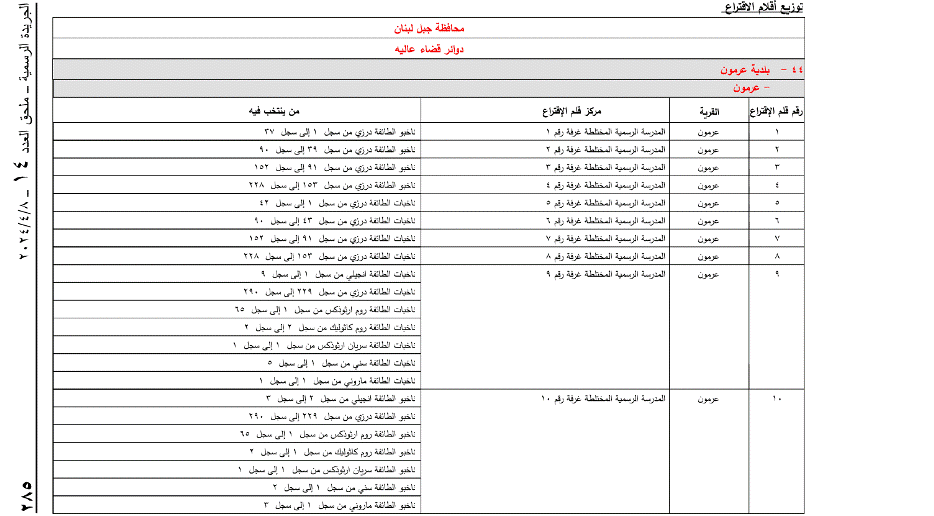 توزيع أقلام الاقتراع
محافظة جبل لبنان
دوائر قضاء عاليه
٤٤ - بلدية عرمون
- عرمون
رقم قلم الإقتراع القرية مركز قلم الإقتراع من ينتخب فيه
١ عرمون المدرسة الرسمية المختلطة غرفة رقم ١ ناخبو الطائفة درزي من سجل ١ إلى سجل ٣٧
٢ عرمون المدرسة الرسمية المختلطة غرفة رقم ٢ ناخبو الطائفة درزي من سجل ٣٩ إلى سجل ٩٠
٣ عرمون المدرسة الرسمية المختلطة غرفة رقم ٣ ناخبو الطائفة درزي من سجل ٩١ إلى سجل ١٥٢
٤ عرمون المدرسة الرسمية المختلطة غرفة رقم ٤ ناخبو الطائفة درزي من سجل ١٥٣ إلى سجل ٢٢٨
٥ عرمون المدرسة الرسمية المختلطة غرفة رقم ٥ ناخبات الطائفة درزي من سجل ١ إلى سجل ٤٢
٦ عرمون المدرسة الرسمية المختلطة غرفة رقم ٦ ناخبات الطائفة درزي من سجل ٤٣ إلى سجل ٩٠
٧ عرمون المدرسة الرسمية المختلطة غرفة رقم ٧ ناخبات الطائفة درزي من سجل ٩١ إلى سجل ١٥٢
٨ عرمون المدرسة الرسمية المختلطة غرفة رقم ٨ ناخبات الطائفة درزي من سجل ١٥٣ إلى سجل ٢٢٨
٩ عرمون المدرسة الرسمية المختلطة غرفة رقم ٩ ناخبات الطائفة انجيلي من سجل ١ إلى سجل ٩
ناخبات الطائفة درزي من سجل ٢٢٩ إلى سجل ٢٩٠
ناخبات الطائفة روم ارثوذكس من سجل ١ إلى سجل ٦٥
ناخبات الطائفة روم كاثوليك من سجل ٢ إلى سجل ٢
ناخبات الطائفة سريان ارثوذكس من سجل ١ إلى سجل ١
ناخبات الطائفة سني من سجل ١ إلى سجل ٥
ناخبات الطائفة ماروني من سجل ١ إلى سجل ١
١٠ عرمون المدرسة الرسمية المختلطة غرفة رقم ١٠ ناخبو الطائفة انجيلي من سجل ٢ إلى سجل ٣
ناخبو الطائفة درزي من سجل ٢٢٩ إلى سجل ٢٩٠
ناخبو الطائفة روم ارثوذكس من سجل ١ إلى سجل ٦٥
ناخبو الطائفة روم كاثوليك من سجل ١ إلى سجل ٢
ناخبو الطائفة سريان ارثوذكس من سجل ١ إلى سجل ١
ناخبو الطائفة سني من سجل ١ إلى سجل ٢
ناخبو الطائفة ماروني من سجل ١ إلى سجل ٣
الجريدة الرسمية - ملحق العدد ١٤ - ٢٠٢٤/٤/٨
٢٨٥